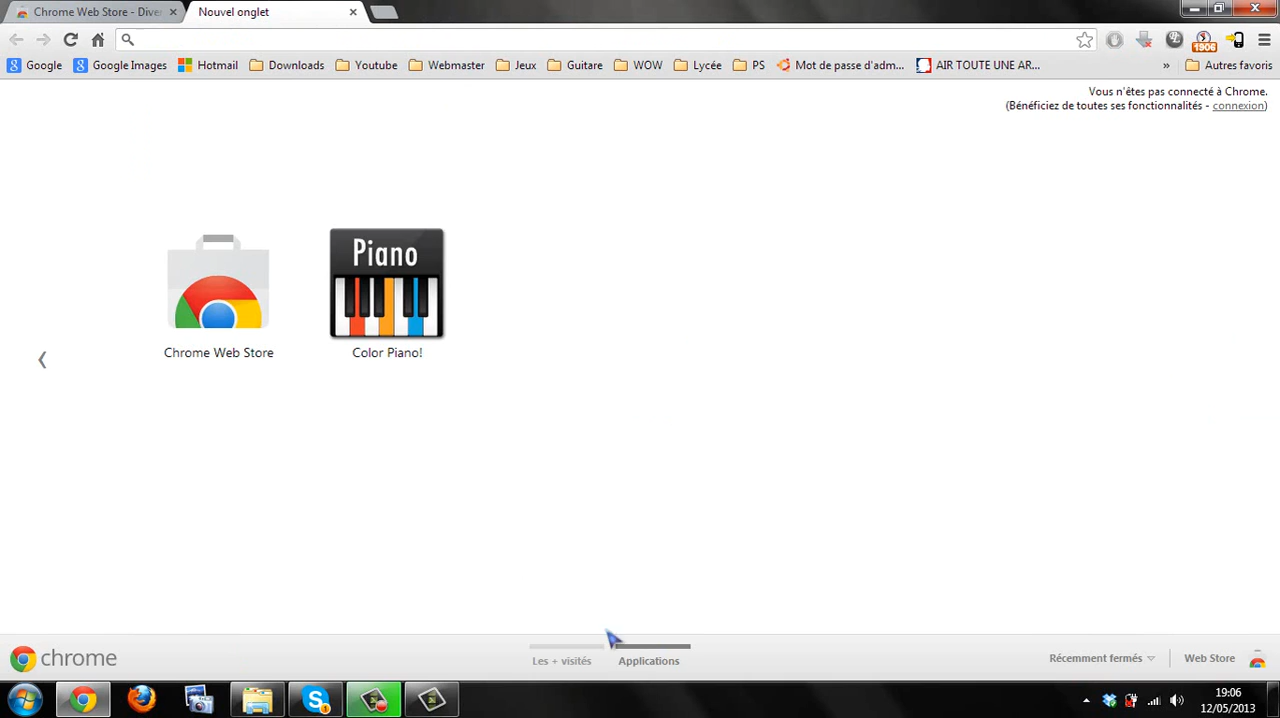 Chrome Web Store - Dive
Nouvel onglet
1906
Google
Google Images
Hotmail
Downloads
Youtube
Webmaster
Jeux
Guitare
WOW
Lycée
PS
Mot de passe d'adm...
AIR TOUTE UNE AR...
»
Autres favoris
Vous n'êtes pas connecté à Chrome.
(Bénéficiez de toutes ses fonctionnalités - connexion)
Piano
Chrome Web Store
Color Piano!
chrome
Les + visités
Applications
Récemment fermés
Web Store
19:06
12/05/2013